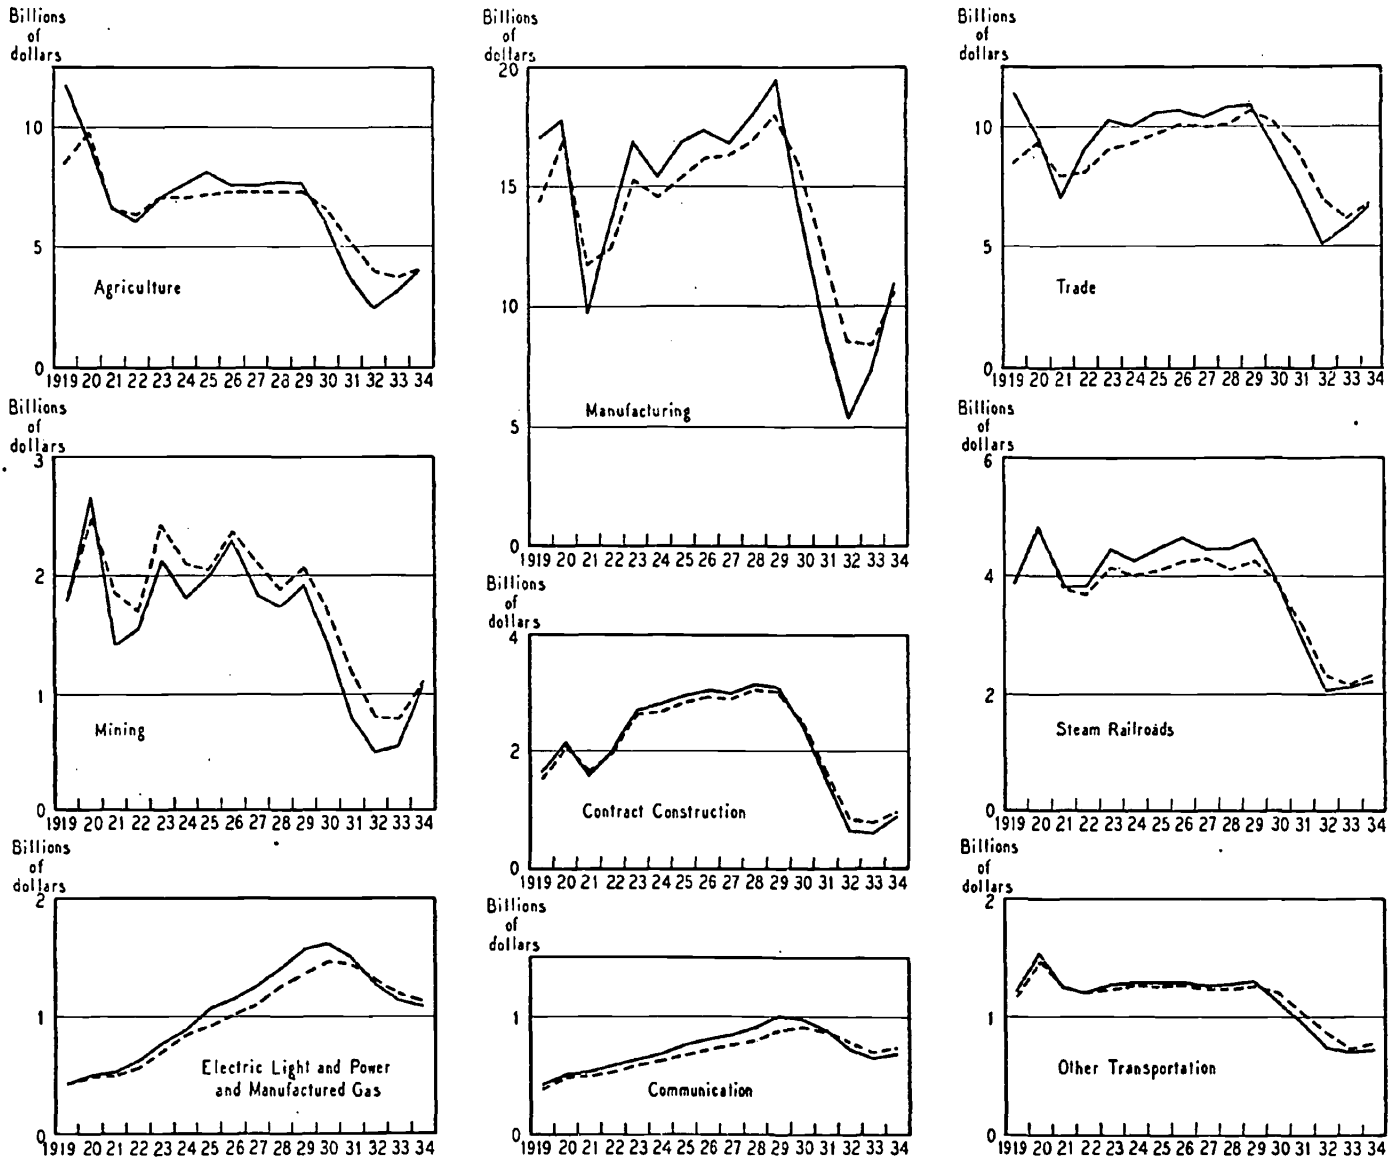 Billions
of
dollars
10
5
0
Agriculture
1919 20 21 22 23 24 25 26 27 28 29 30 31 32 33 34
Billions
of
dollars
20
15
10
5
0
Manufacturing
1919 20 21 22 23 24 25 26 27 28 29 30 31 32 33 34
Billions
of
dollars
10
5
0
Trade
1919 20 21 22 23 24 25 26 27 28 29 30 31 32 33 34
Billions
of
dollars
3
2
1
0
Mining
1919 20 21 22 23 24 25 26 27 28 29 30 31 32 33 34
Billions
of
dollars
4
2
0
Contract Construction
1919 20 21 22 23 24 25 26 27 28 29 30 31 32 33 34
Billions
of
dollars
6
4
2
0
Steam Railroads
1919 20 21 22 23 24 25 26 27 28 29 30 31 32 33 34
Billions
of
dollars
2
1
0
Electric Light and Power
and Manufactured Gas
1919 20 21 22 23 24 25 26 27 28 29 30 31 32 33 34
Billions
of
dollars
1
0
Communication
1919 20 21 22 23 24 25 26 27 28 29 30 31 32 33 34
Billions
of
dollars
2
1
0
Other Transportation
1919 20 21 22 23 24 25 26 27 28 29 30 31 32 33 34